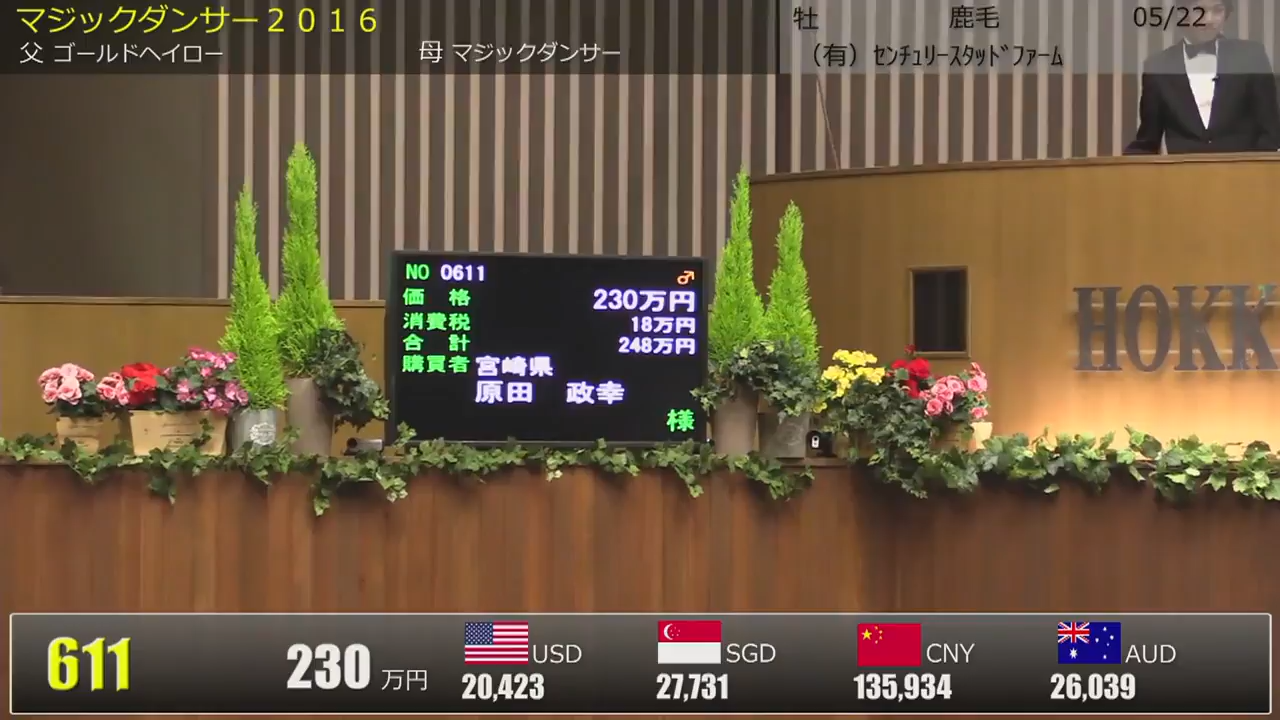 マジックダンサー２０１６
牡 鹿毛 05/22
父 ゴールドヘイロー 母 マジックダンサー
（有）ｾﾝﾁｭﾘｰｽﾀｯﾄﾞﾌｧｰﾑ
NO 0611 ♂
価格 230万円
消費税 18万円
合計 248万円
購買者 宮崎県
原田 政幸
様
HOKK
611 230 万円
USD 20,423
SGD 27,731
CNY 135,934
AUD 26,039